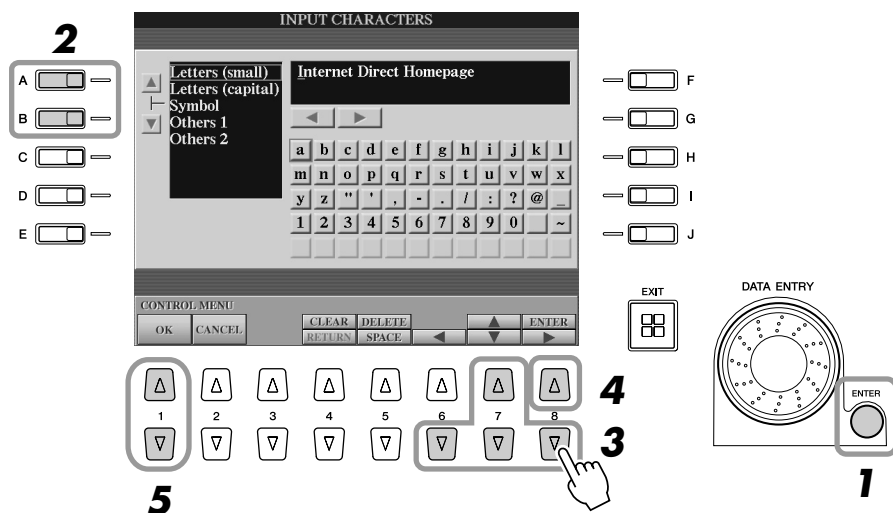 INPUT CHARACTERS
2
A
B
C
D
E
Letters (small)
Letters (capital)
Symbol
Others 1
Others 2
Internet Direct Homepage
a b c d e f g h i j k l
m n o p q r s t u v w x
y z " ' , - . / : ? @ _
1 2 3 4 5 6 7 8 9 0 ~
F
G
H
I
J
CONTROL MENU
OK CANCEL CLEAR DELETE ENTER
RETURN SPACE
EXIT
DATA ENTRY
ENTER
1 2 3 4 5 6 7 8
4
3
5
1